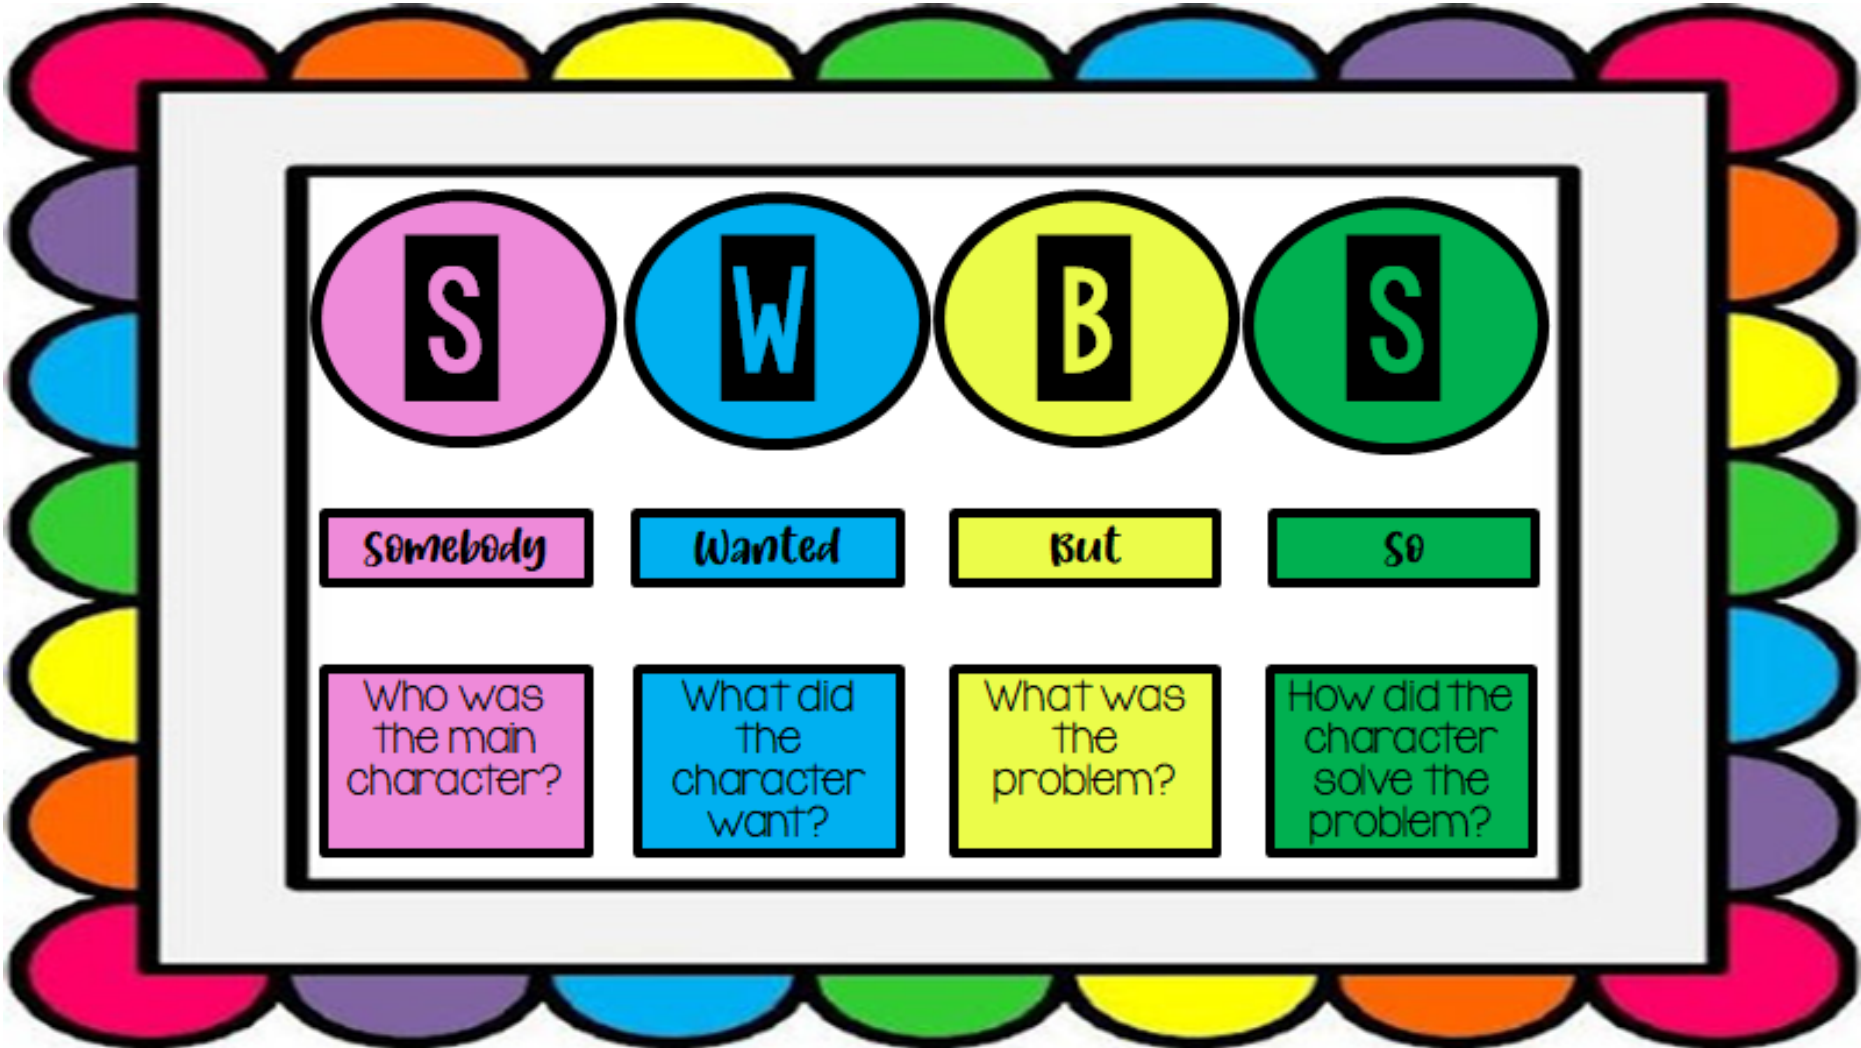 S W B S
Somebody Wanted But So
Who was
the main
character?
What did
the
character
want?
What was
the
problem?
How did the
character
solve the
problem?